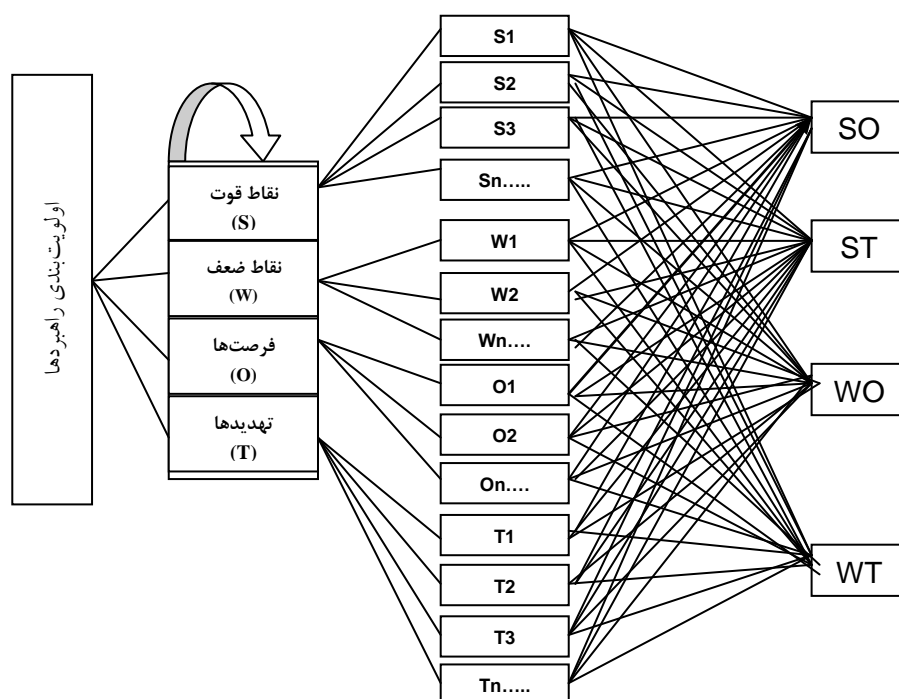 اولویت‌بندی راهبردها
نقاط قوت
(S)
نقاط ضعف
(W)
فرصت‌ها
(O)
تهدیدها
(T)
S1
S2
S3
Sn.....
W1
W2
Wn....
O1
O2
On....
T1
T2
T3
Tn.....
SO
ST
WO
WT